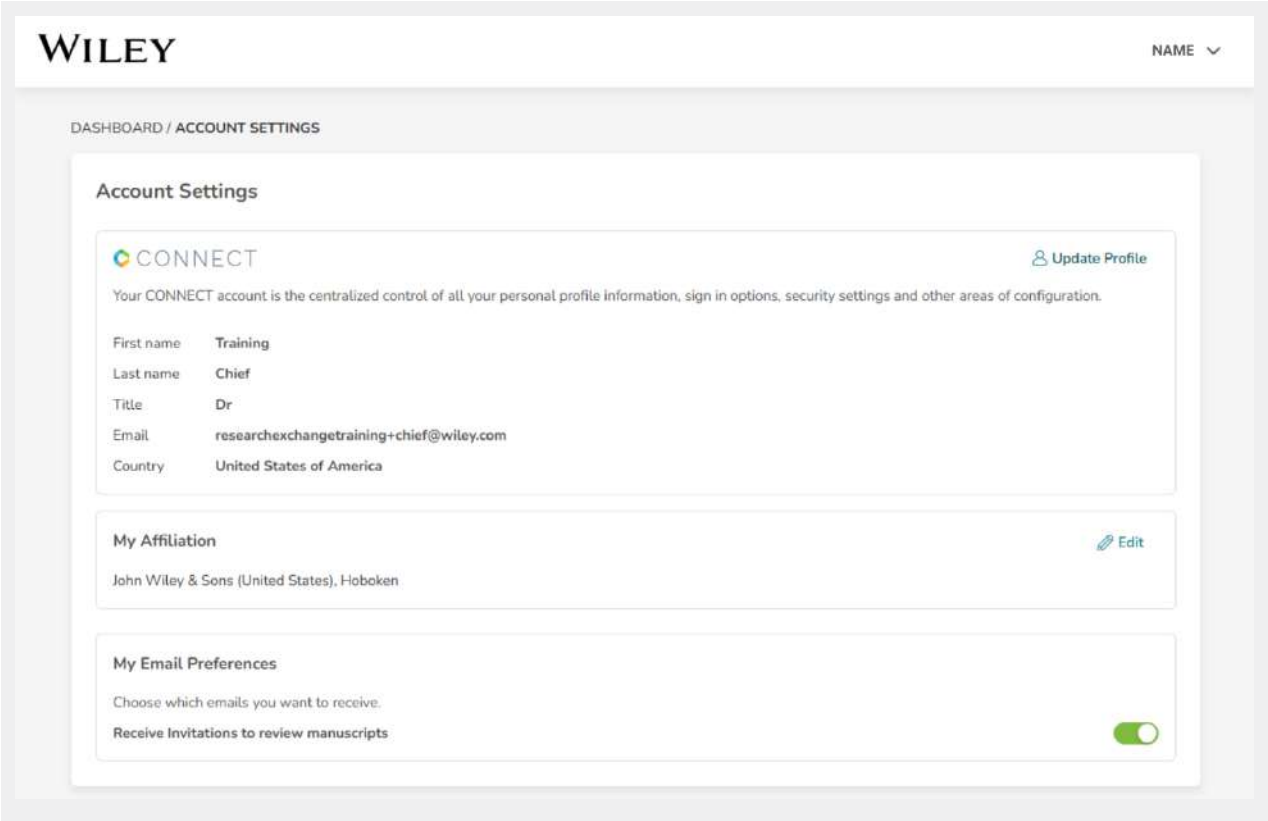 WILEY
NAME
DASHBOARD / ACCOUNT SETTINGS
Account Settings
CONNECT
Update Profile
Your CONNECT account is the centralized control of all your personal profile information, sign in options, security settings and other areas of configuration.
First name Training
Last name Chief
Title Dr
Email researchexchangetraining+chief@wiley.com
Country United States of America
My Affiliation
Edit
John Wiley & Sons (United States), Hoboken
My Email Preferences
Choose which emails you want to receive.
Receive Invitations to review manuscripts